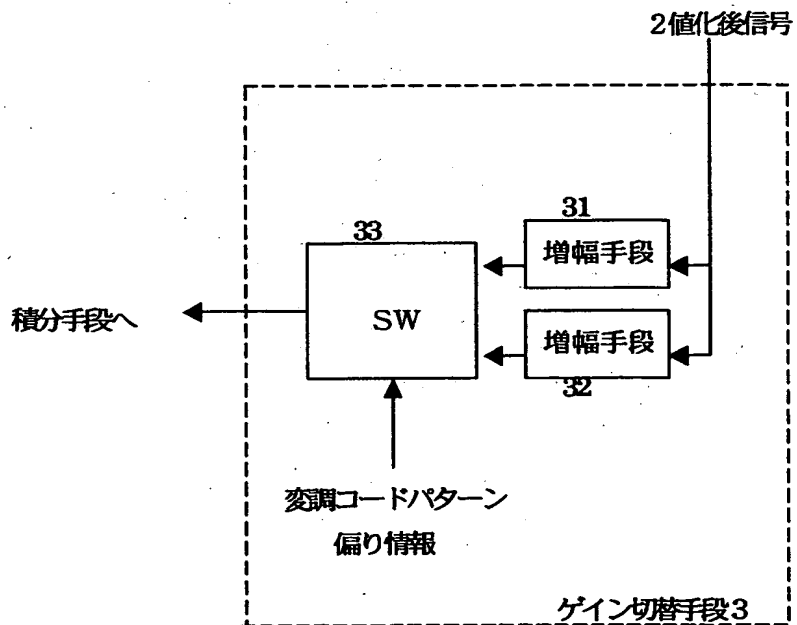 ２値化後信号
31
増幅手段
33
SW
積分手段へ
増幅手段
32
変調コードパターン
偏り情報
ゲイン切替手段３